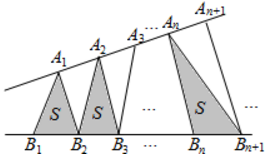 A₁ A₂ A₃ ... Aₙ Aₙ₊₁
S S ... S ...
B₁ B₂ B₃ ... Bₙ Bₙ₊₁